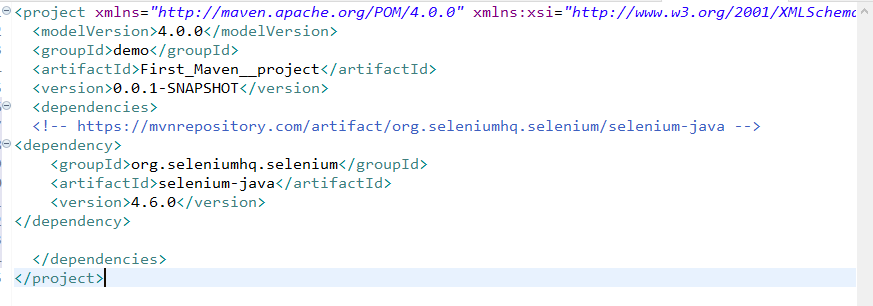 <project xmlns="http://maven.apache.org/POM/4.0.0" xmlns:xsi="http://www.w3.org/2001/XMLSchema
<modelVersion>4.0.0</modelVersion>
<groupId>demo</groupId>
<artifactId>First_Maven__project</artifactId>
<version>0.0.1-SNAPSHOT</version>
<dependencies>
<!-- https://mvnrepository.com/artifact/org.seleniumhq.selenium/selenium-java -->
<dependency>
<groupId>org.seleniumhq.selenium</groupId>
<artifactId>selenium-java</artifactId>
<version>4.6.0</version>
</dependency>
</dependencies>
</project>